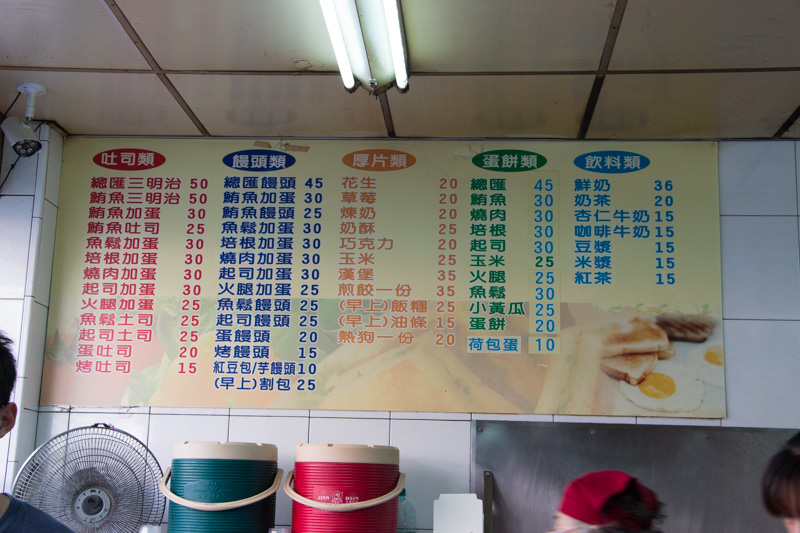 吐司類
總匯三明治 50
鮪魚三明治 50
鮪魚加蛋 30
鮪魚吐司 25
魚鬆加蛋 30
培根加蛋 30
燒肉加蛋 30
起司加蛋 30
火腿加蛋 25
魚鬆土司 25
起司土司 25
蛋吐司 20
烤吐司 15
饅頭類
總匯饅頭 45
鮪魚加蛋 30
鮪魚饅頭 25
魚鬆加蛋 30
培根加蛋 30
燒肉加蛋 30
起司加蛋 30
火腿加蛋 25
魚鬆饅頭 25
起司饅頭 25
蛋饅頭 20
烤饅頭 15
紅豆包/芋饅頭10
(早上)割包 25
厚片類
花生 20
草莓 20
煉奶 20
奶酥 25
巧克力 20
玉米 25
漢堡 35
煎餃一份 35
(早上)飯糰 25
(早上)油條 15
熱狗一份 20
蛋餅類
總匯 45
鮪魚 30
燒肉 30
培根 30
起司 30
玉米 25
火腿 25
魚鬆 30
小黃瓜 25
蛋餅 20
荷包蛋 10
飲料類
鮮奶 36
奶茶 20
杏仁牛奶 15
咖啡牛奶 15
豆漿 15
米漿 15
紅茶 15